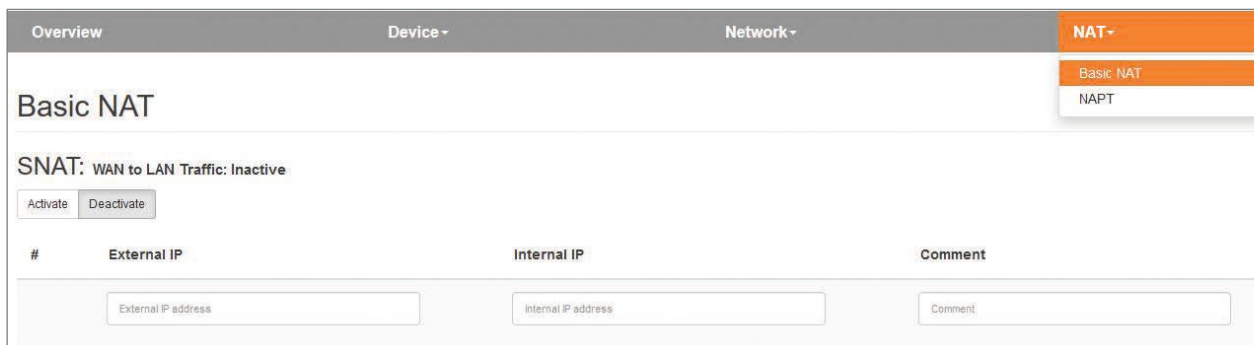 Overview Device Network NAT
Basic NAT
NAPT
Basic NAT
SNAT: WAN to LAN Traffic: Inactive
Activate Deactivate
# External IP Internal IP Comment
External IP address Internal IP address Comment